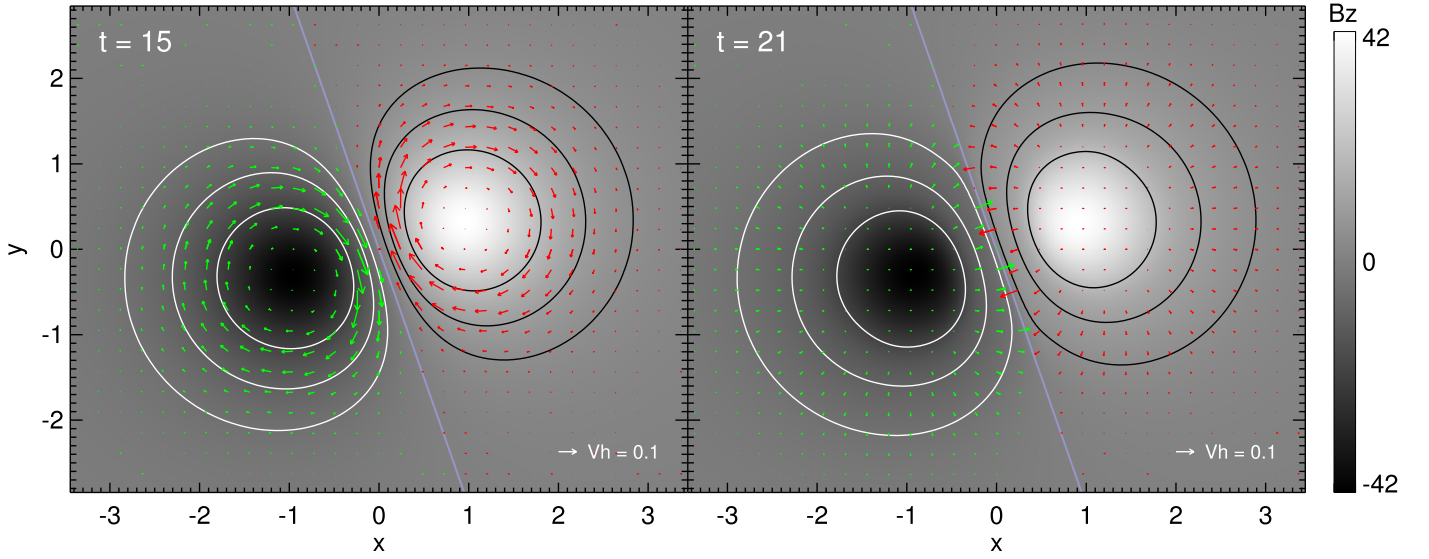 t = 15
t = 21
Bz
42
0
-42
y
2
1
0
-1
-2
Vh = 0.1
Vh = 0.1
-3 -2 -1 0 1 2 3
-3 -2 -1 0 1 2 3
x
x